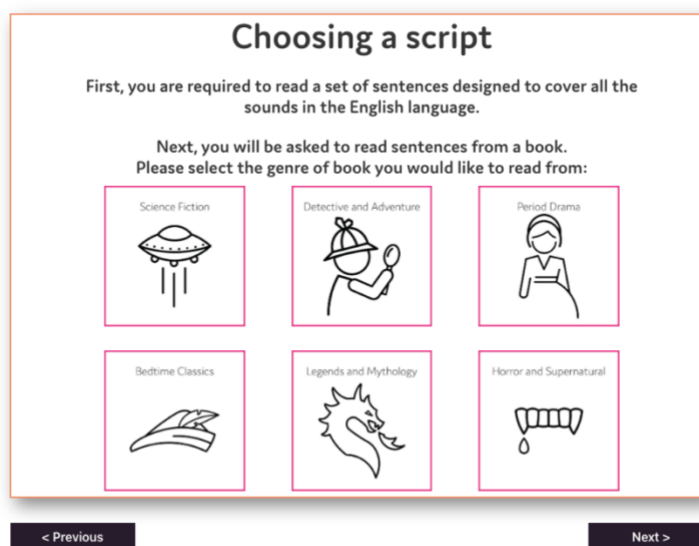 Choosing a script
First, you are required to read a set of sentences designed to cover all the
sounds in the English language.
Next, you will be asked to read sentences from a book.
Please select the genre of book you would like to read from:
Science Fiction
Detective and Adventure
Period Drama
Bedtime Classics
Legends and Mythology
Horror and Supernatural
< Previous
Next >